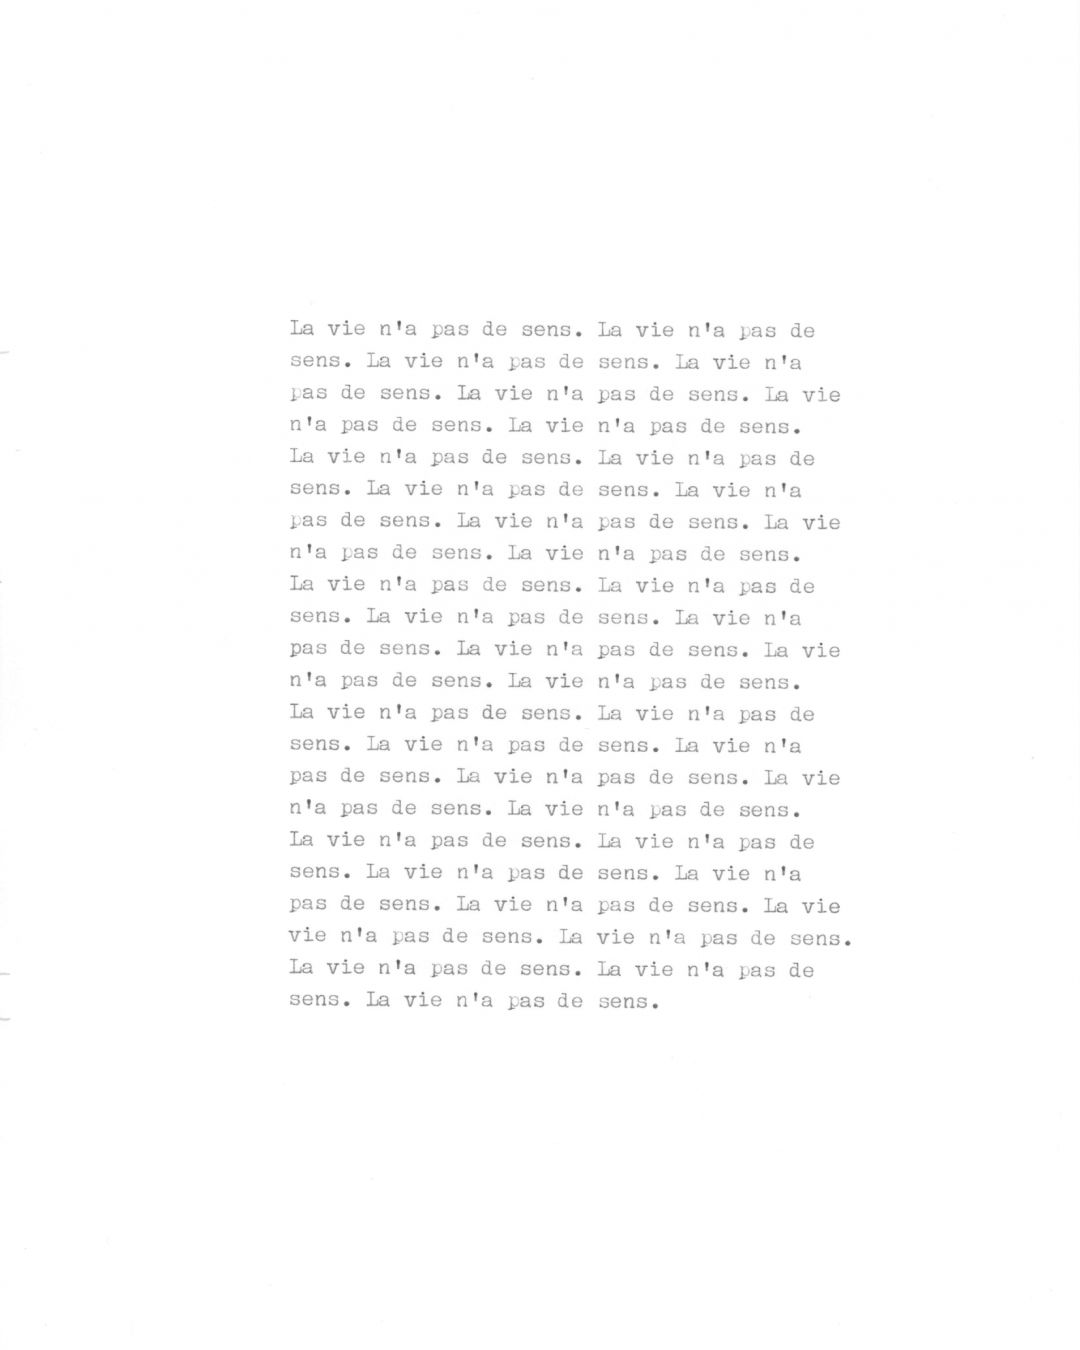 La vie n'a pas de sens. La vie n'a pas de
sens. La vie n'a pas de sens. La vie n'a
pas de sens. La vie n'a pas de sens. La vie
n'a pas de sens. La vie n'a pas de sens.
La vie n'a pas de sens. La vie n'a pas de
sens. La vie n'a pas de sens. La vie n'a
pas de sens. La vie n'a pas de sens. La vie
n'a pas de sens. La vie n'a pas de sens.
La vie n'a pas de sens. La vie n'a pas de
sens. La vie n'a pas de sens. La vie n'a
pas de sens. La vie n'a pas de sens. La vie
n'a pas de sens. La vie n'a pas de sens.
La vie n'a pas de sens. La vie n'a pas de
sens. La vie n'a pas de sens. La vie n'a
pas de sens. La vie n'a pas de sens. La vie
n'a pas de sens. La vie n'a pas de sens.
La vie n'a pas de sens. La vie n'a pas de
sens. La vie n'a pas de sens. La vie n'a
pas de sens. La vie n'a pas de sens. La vie
vie n'a pas de sens. La vie n'a pas de sens.
La vie n'a pas de sens. La vie n'a pas de
sens. La vie n'a pas de sens.